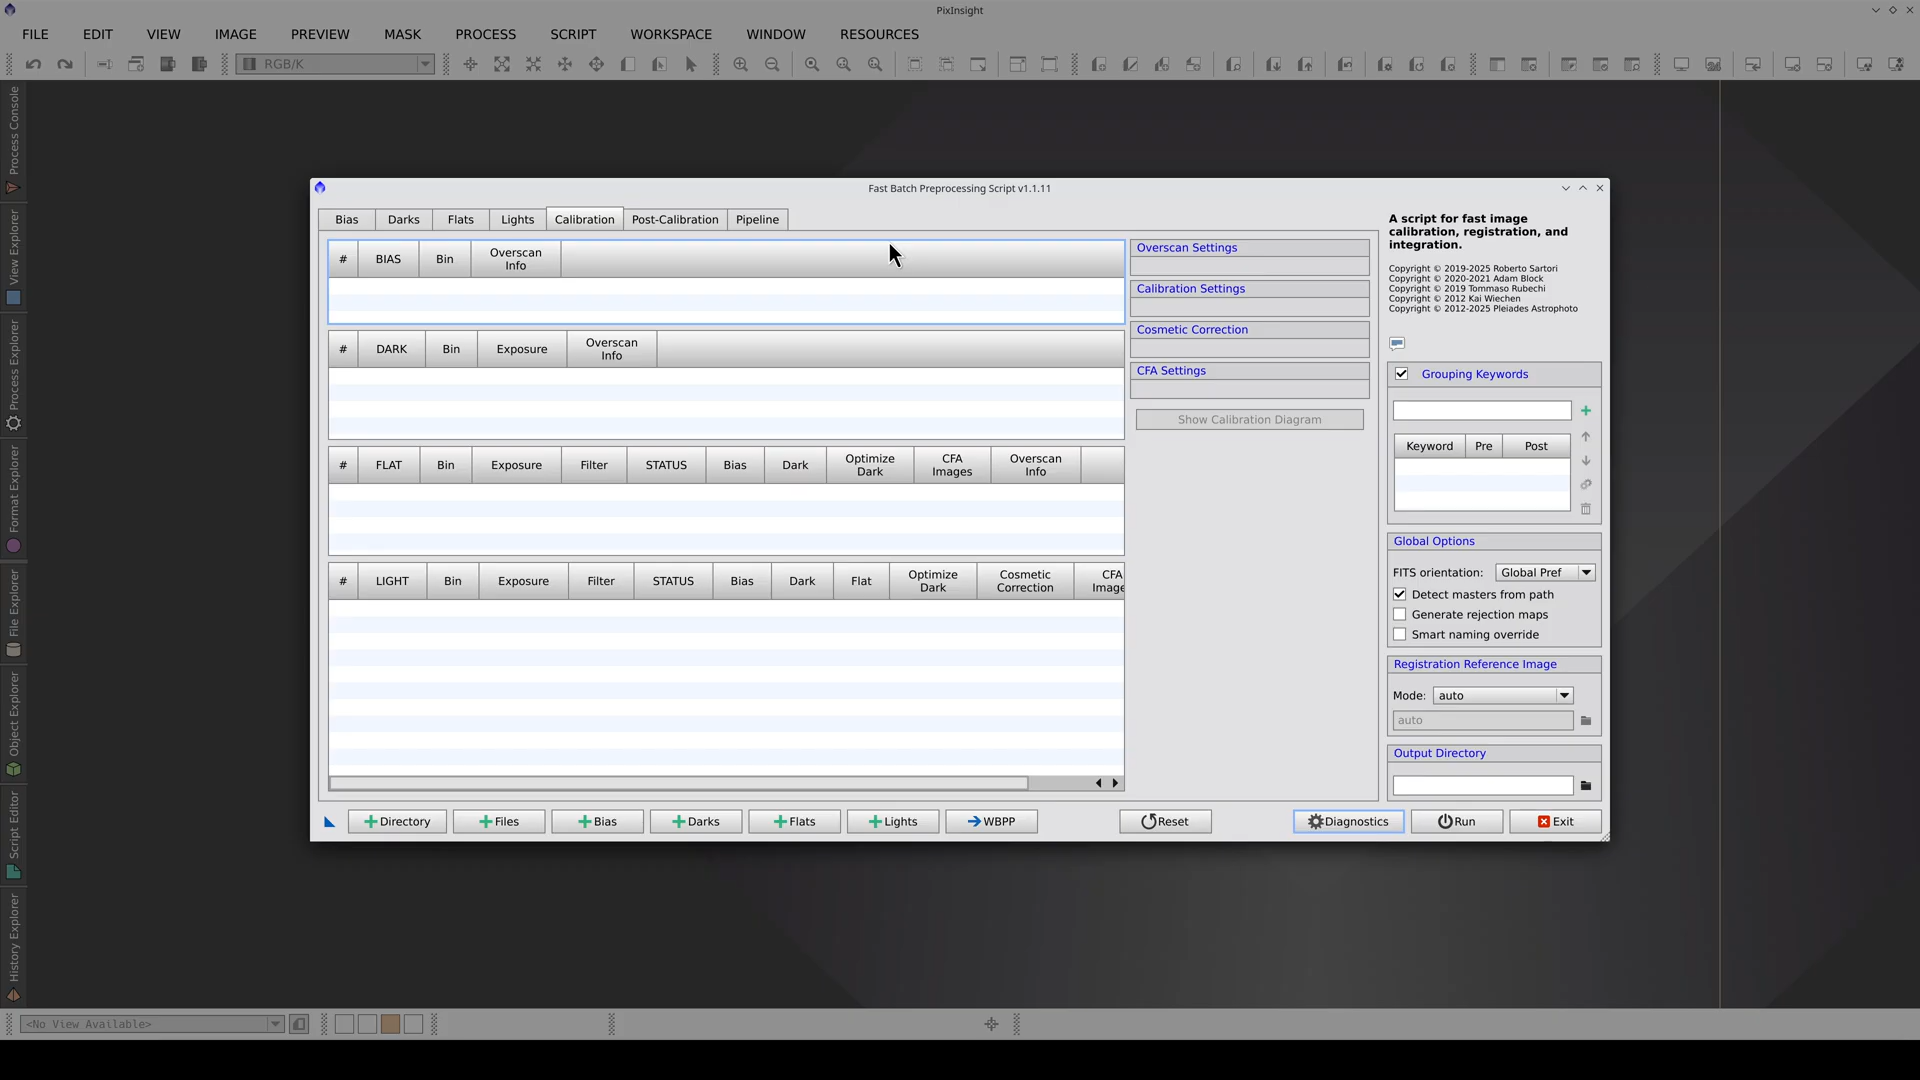 PixInsight
FILE EDIT VIEW IMAGE PREVIEW MASK PROCESS SCRIPT WORKSPACE WINDOW RESOURCES
RGB/K
Process Console
View Explorer
Process Explorer
Format Explorer
File Explorer
Object Explorer
Script Editor
History Explorer
Fast Batch Preprocessing Script v1.1.11
Bias Darks Flats Lights Calibration Post-Calibration Pipeline
# BIAS Bin Overscan Info
# DARK Bin Exposure Overscan Info
# FLAT Bin Exposure Filter STATUS Bias Dark Optimize Dark CFA Images Overscan Info
# LIGHT Bin Exposure Filter STATUS Bias Dark Flat Optimize Dark Cosmetic Correction CFA Image
Overscan Settings
Calibration Settings
Cosmetic Correction
CFA Settings
Show Calibration Diagram
A script for fast image
calibration, registration, and
integration.
Copyright © 2019-2025 Roberto Sartori
Copyright © 2020-2021 Adam Block
Copyright © 2019 Tommaso Rubechi
Copyright © 2012 Kai Wiechen
Copyright © 2012-2025 Pleiades Astrophoto
Grouping Keywords
Keyword Pre Post
Global Options
FITS orientation: Global Pref
Detect masters from path
Generate rejection maps
Smart naming override
Registration Reference Image
Mode: auto
auto
Output Directory
Directory Files Bias Darks Flats Lights WBPP Reset Diagnostics Run Exit
<No View Available>